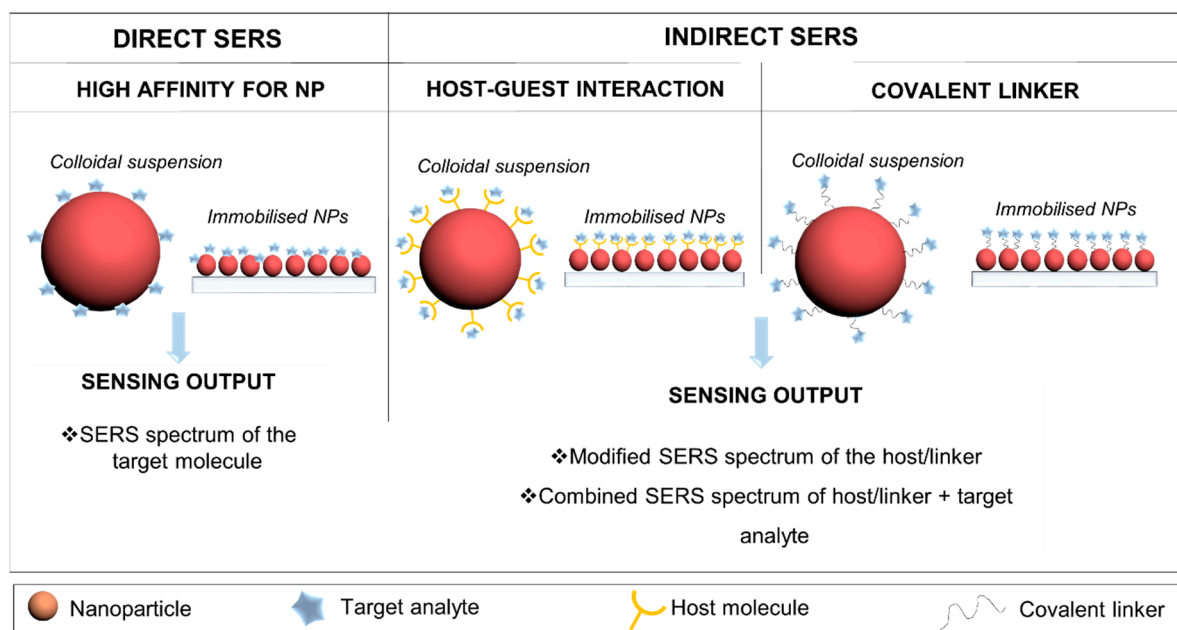 DIRECT SERS
INDIRECT SERS
HIGH AFFINITY FOR NP
HOST-GUEST INTERACTION
COVALENT LINKER
Colloidal suspension
Immobilised NPs
Colloidal suspension
Immobilised NPs
Colloidal suspension
Immobilised NPs
SENSING OUTPUT
❖SERS spectrum of the
target molecule
SENSING OUTPUT
❖Modified SERS spectrum of the host/linker
❖Combined SERS spectrum of host/linker + target
analyte
Nanoparticle
Target analyte
Host molecule
Covalent linker